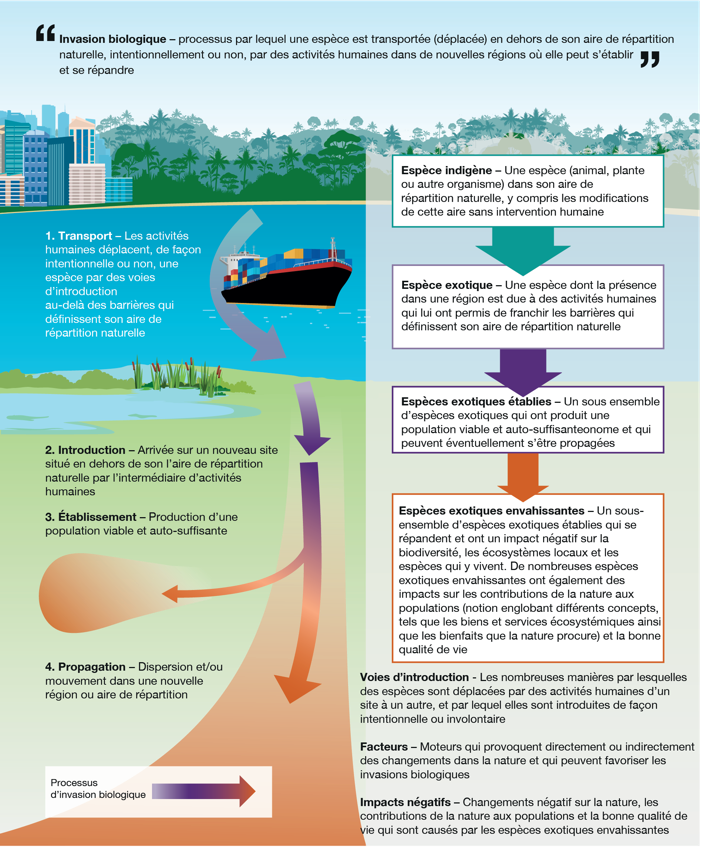 “ Invasion biologique – processus par lequel une espèce est transportée (déplacée) en dehors de son aire de répartition
naturelle, intentionnellement ou non, par des activités humaines dans de nouvelles régions où elle peut s’établir ”
et se répandre
1. Transport – Les activités
humaines déplacent, de façon
intentionnelle ou non, une
espèce par des voies
d’introduction
au-delà des barrières qui
définissent son aire de
répartition naturelle
2. Introduction – Arrivée sur un nouveau site
situé en dehors de son l’aire de répartition
naturelle par l’intermédiaire d’activités
humaines
3. Établissement – Production d’une
population viable et auto-suffisante
4. Propagation – Dispersion et/ou
mouvement dans une nouvelle
région ou aire de répartition
Processus
d’invasion biologique
Espèce indigène – Une espèce (animal, plante
ou autre organisme) dans son aire de
répartition naturelle, y compris les modifications
de cette aire sans intervention humaine
Espèce exotique – Une espèce dont la présence
dans une région est due à des activités humaines
qui lui ont permis de franchir les barrières qui
définissent son aire de répartition naturelle
Espèces exotiques établies – Un sous ensemble
d’espèces exotiques qui ont produit une
population viable et auto-suffisanteonome et qui
peuvent éventuellement s’être propagées
Espèces exotiques envahissantes – Un sous-
ensemble d’espèces exotiques établies qui se
répandent et ont un impact négatif sur la
biodiversité, les écosystèmes locaux et les
espèces qui y vivent. De nombreuses espèces
exotiques envahissantes ont également des
impacts sur les contributions de la nature aux
populations (notion englobant différents concepts,
tels que les biens et services écosystémiques ainsi
que les bienfaits que la nature procure) et la bonne
qualité de vie
Voies d’introduction - Les nombreuses manières par lesquelles
des espèces sont déplacées par des activités humaines d’un
site à un autre, et par lequel elles sont introduites de façon
intentionnelle ou involontaire
Facteurs – Moteurs qui provoquent directement ou indirectement
des changements dans la nature et qui peuvent favoriser les
invasions biologiques
Impacts négatifs – Changements négatif sur la nature, les
contributions de la nature aux populations et la bonne qualité de
vie qui sont causés par les espèces exotiques envahissantes